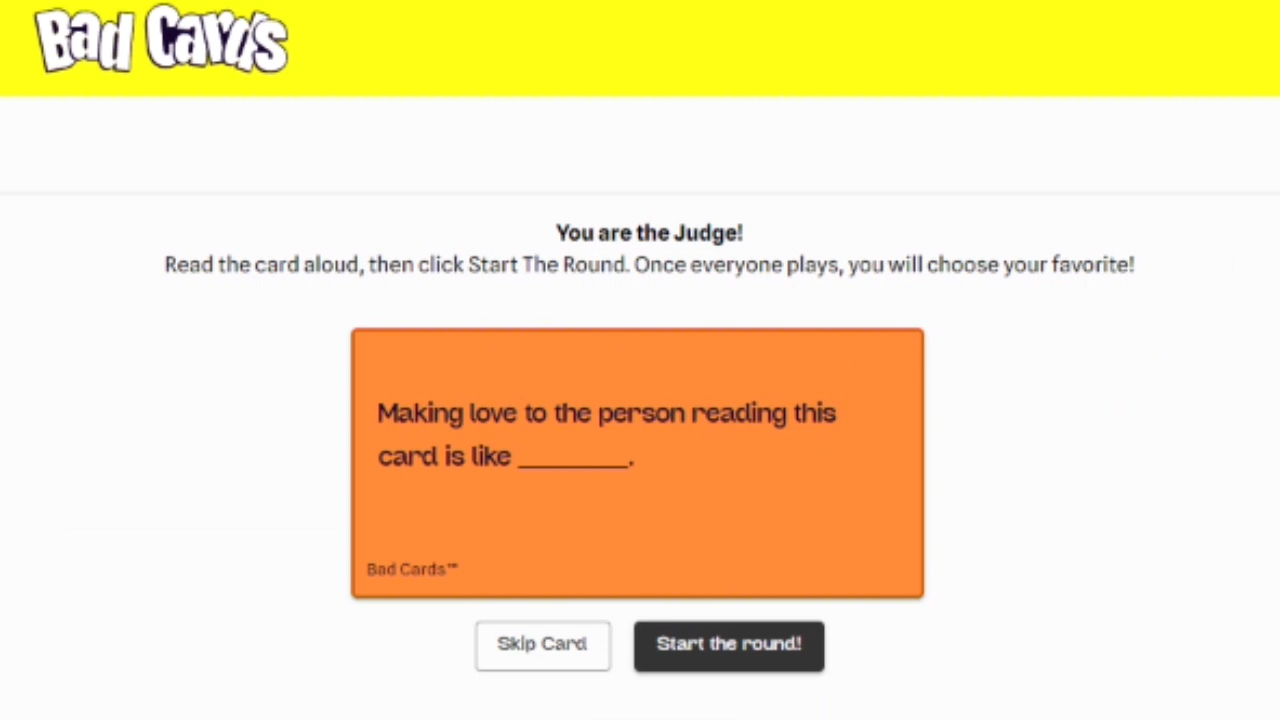 Bad Cards
You are the Judge!
Read the card aloud, then click Start The Round. Once everyone plays, you will choose your favorite!
Making love to the person reading this
card is like ________.
Bad Cards™
Skip Card
Start the round!